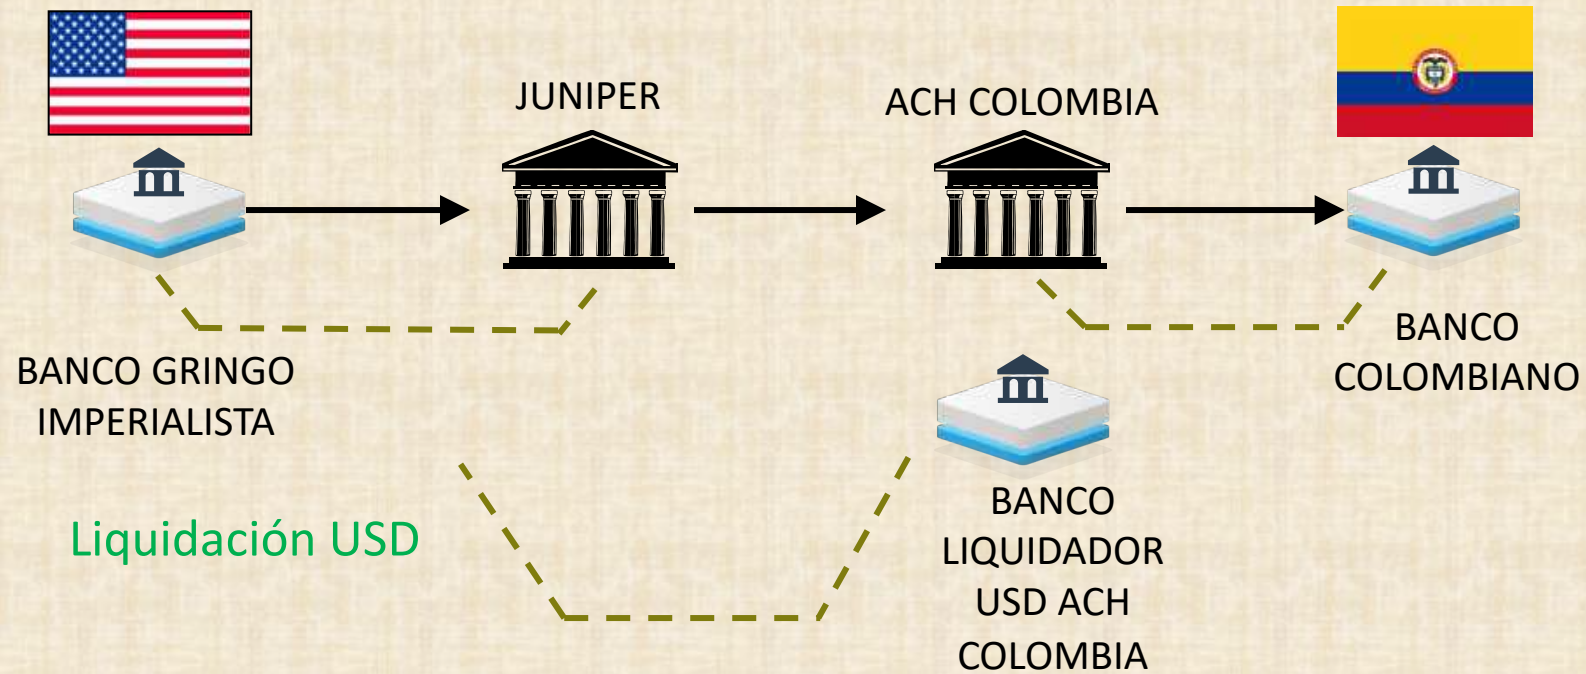 JUNIPER
ACH COLOMBIA
BANCO GRINGO
IMPERIALISTA
BANCO
COLOMBIANO
Liquidación USD
BANCO
LIQUIDADOR
USD ACH
COLOMBIA